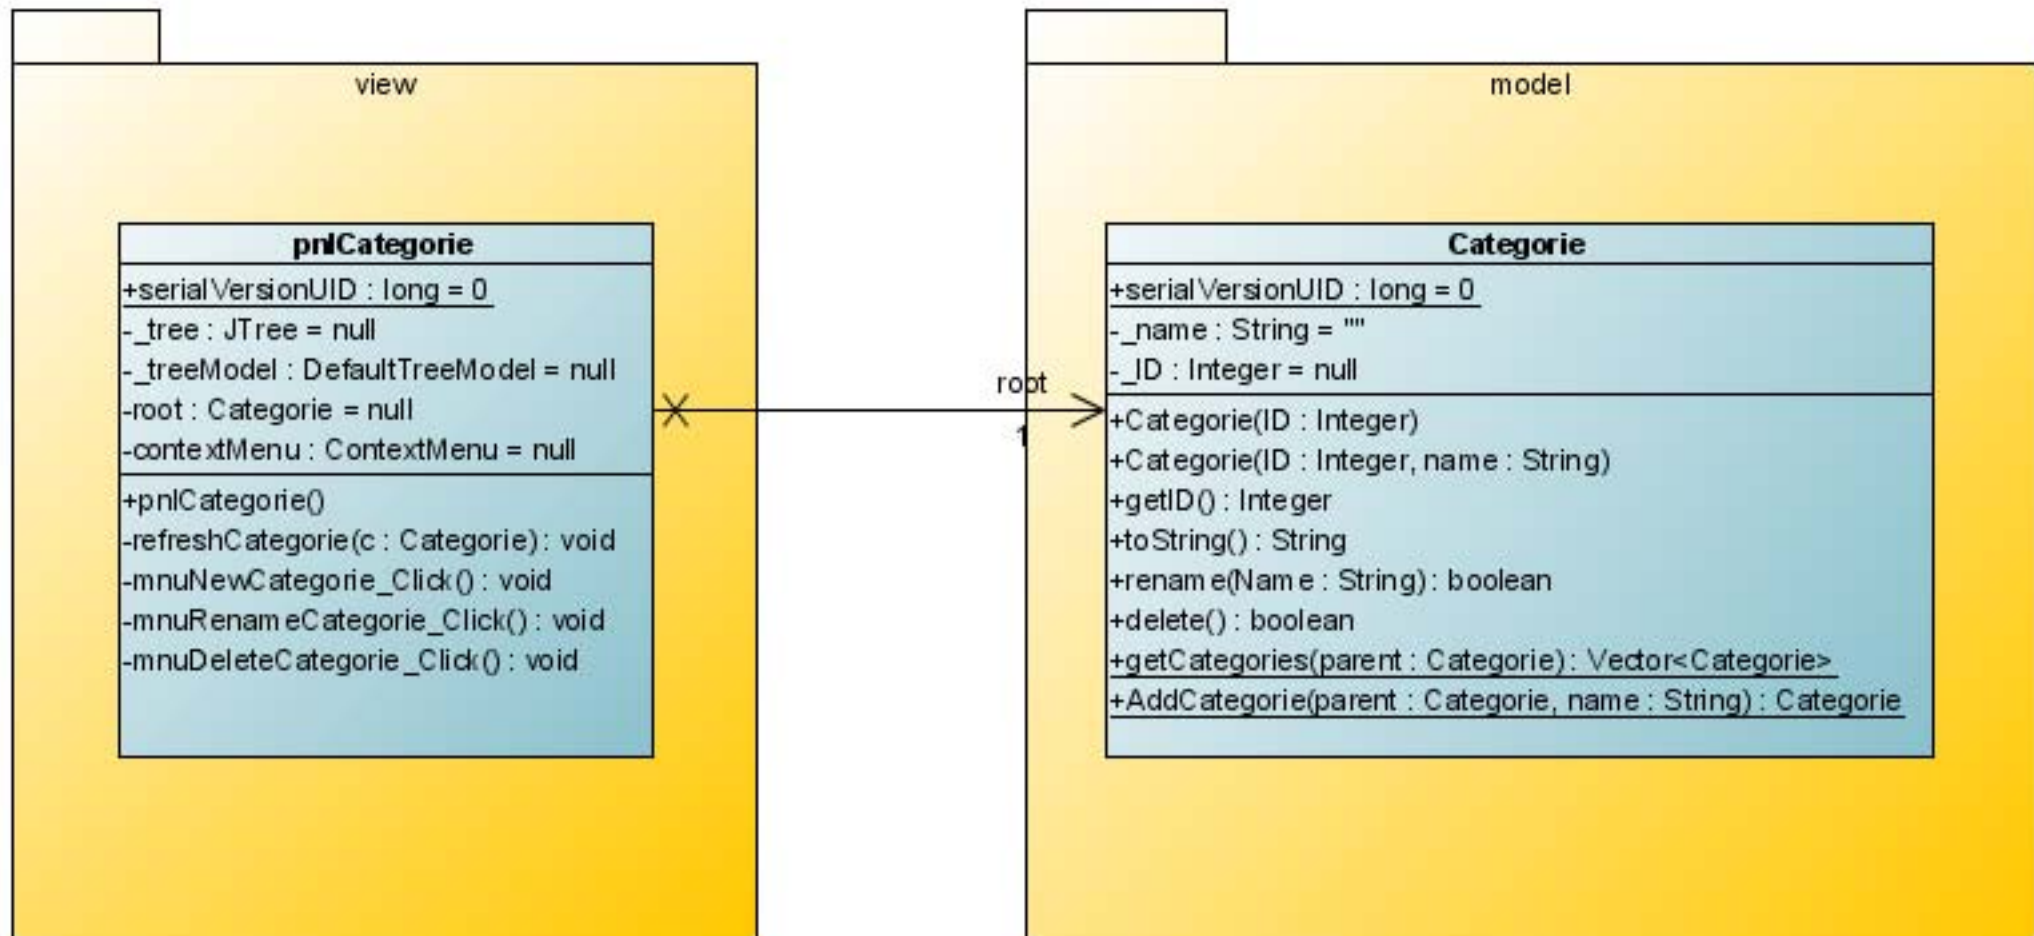 view
pnlCategorie
+serialVersionUID : long = 0
-_tree : JTree = null
-_treeModel : DefaultTreeModel = null
-root : Categorie = null
-contextMenu : ContextMenu = null
+pnlCategorie()
-refreshCategorie(c : Categorie) : void
-mnuNewCategorie_Click() : void
-mnuRenameCategorie_Click() : void
-mnuDeleteCategorie_Click() : void
root
1
model
Categorie
+serialVersionUID : long = 0
-_name : String = ""
-_ID : Integer = null
+Categorie(ID : Integer)
+Categorie(ID : Integer, name : String)
+getID() : Integer
+toString() : String
+rename(Name : String) : boolean
+delete() : boolean
+getCategories(parent : Categorie) : Vector<Categorie>
+AddCategorie(parent : Categorie, name : String) : Categorie